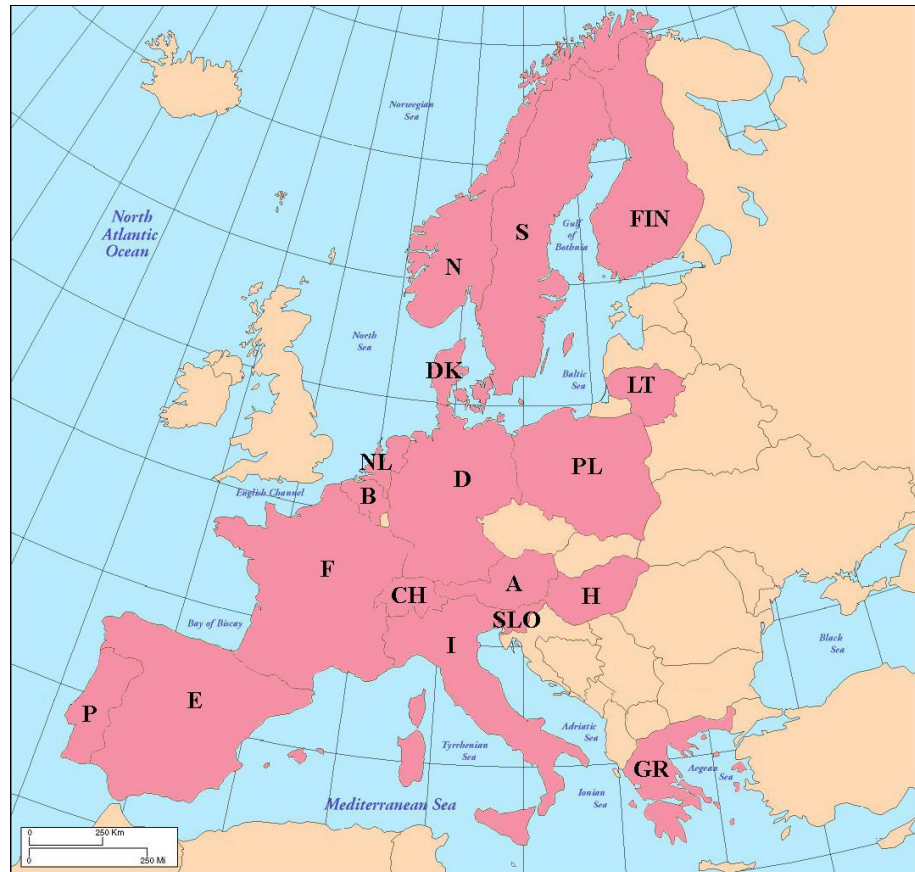 Norwegian
Sea
North
Atlantic
Ocean
FIN
S
Gulf
of
Bothnia
N
North
Sea
DK
Baltic
Sea
LT
NL
PL
D
B
English Channel
F
A
CH
H
SLO
Bay of Biscay
I
Black
Sea
E
P
Adriatic
Sea
Tyrrhenian
Sea
GR
Aegean
Sea
Ionian
Sea
Mediterranean Sea
0 250 Km
0 250 Mi